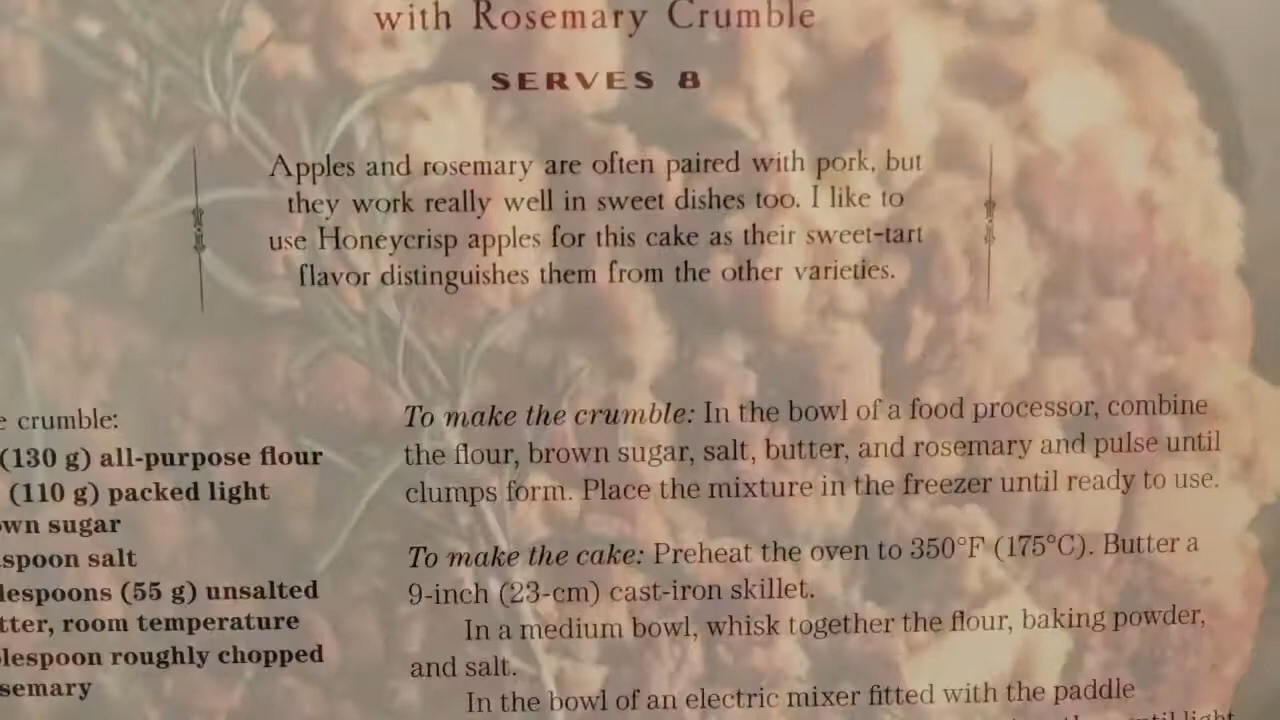 with Rosemary Crumble
SERVES 8
Apples and rosemary are often paired with pork, but
they work really well in sweet dishes too. I like to
use Honeycrisp apples for this cake as their sweet-tart
flavor distinguishes them from the other varieties.
e crumble:
(130 g) all-purpose flour
(110 g) packed light
wn sugar
spoon salt
lespoons (55 g) unsalted
tter, room temperature
lespoon roughly chopped
semary
To make the crumble: In the bowl of a food processor, combine
the flour, brown sugar, salt, butter, and rosemary and pulse until
clumps form. Place the mixture in the freezer until ready to use.
To make the cake: Preheat the oven to 350°F (175°C). Butter a
9-inch (23-cm) cast-iron skillet.
In a medium bowl, whisk together the flour, baking powder,
and salt.
In the bowl of an electric mixer fitted with the paddle
until light